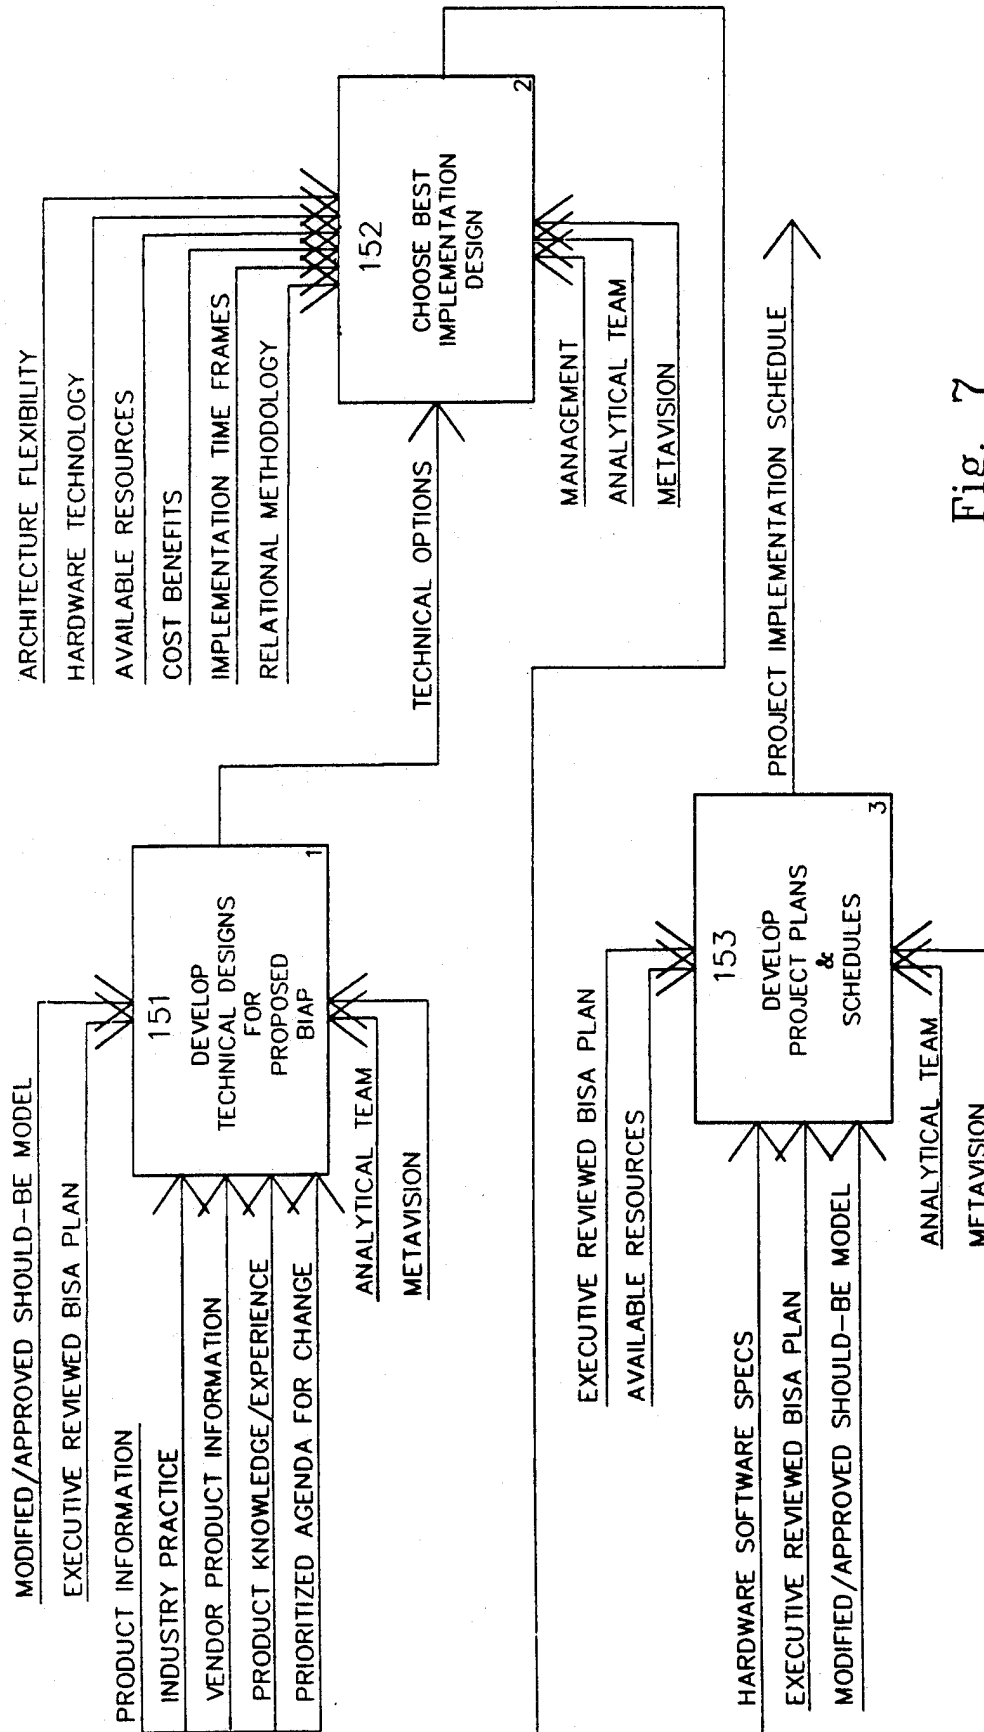 MODIFIED/APPROVED SHOULD-BE MODEL
EXECUTIVE REVIEWED BISA PLAN
PRODUCT INFORMATION
INDUSTRY PRACTICE
VENDOR PRODUCT INFORMATION
PRODUCT KNOWLEDGE/EXPERIENCE
PRIORITIZED AGENDA FOR CHANGE
151
DEVELOP
TECHNICAL DESIGNS
FOR
PROPOSED
BIAP
1
ANALYTICAL TEAM
METAVISION
ARCHITECTURE FLEXIBILITY
HARDWARE TECHNOLOGY
AVAILABLE RESOURCES
COST BENEFITS
IMPLEMENTATION TIME FRAMES
RELATIONAL METHODOLOGY
TECHNICAL OPTIONS
152
CHOOSE BEST
IMPLEMENTATION
DESIGN
2
MANAGEMENT
ANALYTICAL TEAM
METAVISION
EXECUTIVE REVIEWED BISA PLAN
AVAILABLE RESOURCES
HARDWARE SOFTWARE SPECS
EXECUTIVE REVIEWED BISA PLAN
MODIFIED/APPROVED SHOULD-BE MODEL
153
DEVELOP
PROJECT PLANS
&
SCHEDULES
3
ANALYTICAL TEAM
METAVISION
PROJECT IMPLEMENTATION SCHEDULE
Fig. 7